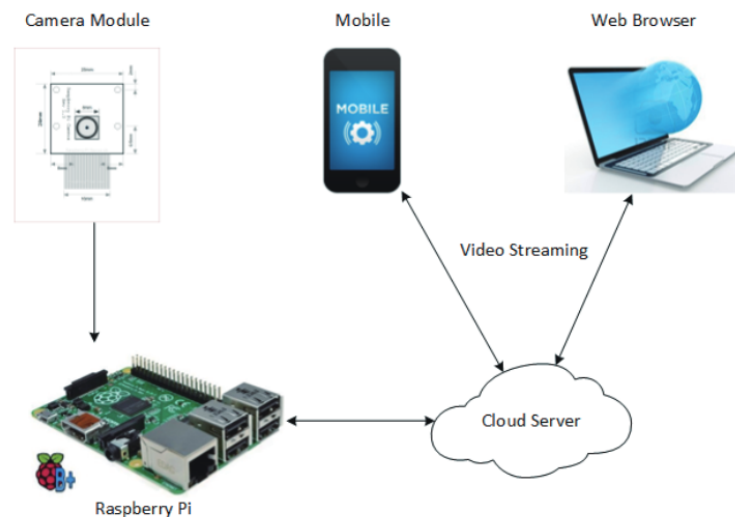 Camera Module
Mobile
Web Browser
MOBILE
Video Streaming
Cloud Server
Raspberry Pi